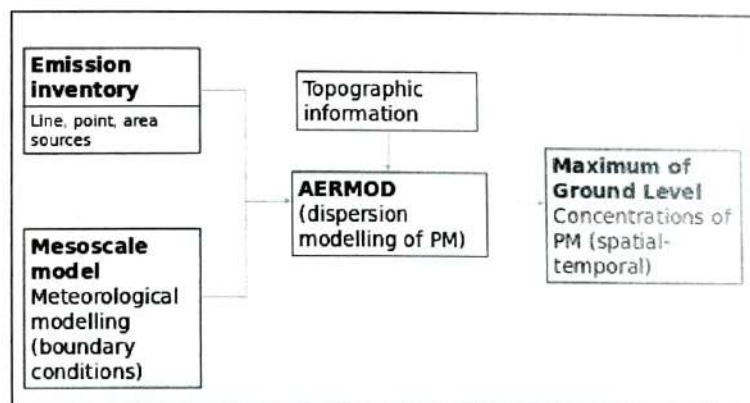 Emission
inventory
Line, point, area
sources
Topographic
information
AERMOD
(dispersion
modelling of PM)
Maximum of
Ground Level
Concentrations of
PM (spatial-
temporal)
Mesoscale
model
Meteorological
modelling
(boundary
conditions)